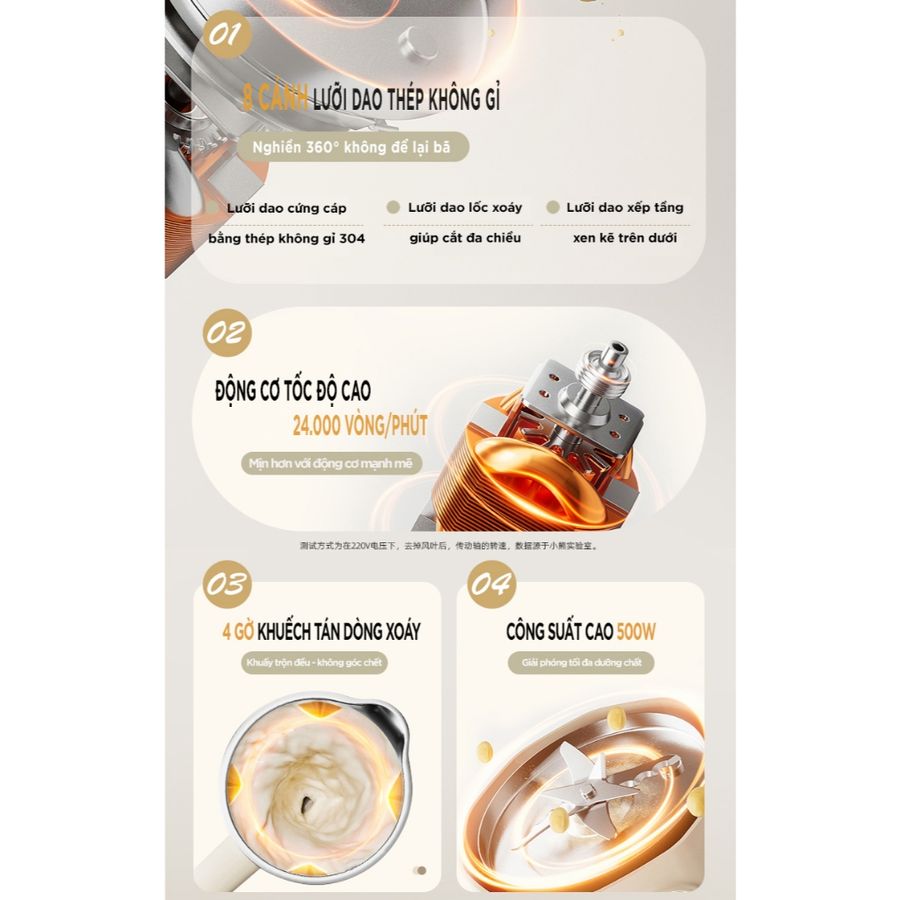 01
8 CÁNH LƯỠI DAO THÉP KHÔNG GỈ
Nghiền 360° không để lại bã
Lưỡi dao cứng cáp
bằng thép không gỉ 304
Lưỡi dao lốc xoáy
giúp cắt đa chiều
Lưỡi dao xếp tầng
xen kẽ trên dưới
02
ĐỘNG CƠ TỐC ĐỘ CAO
24.000 VÒNG/PHÚT
Mịn hơn với động cơ mạnh mẽ
测试方式为在220V电压下，去掉风叶后，传动轴的转速，数据源于小熊实验室。
03
4 GỜ KHUẾCH TÁN DÒNG XOÁY
Khuấy trộn đều - không góc chết
04
CÔNG SUẤT CAO 500W
Giải phóng tối đa dưỡng chất